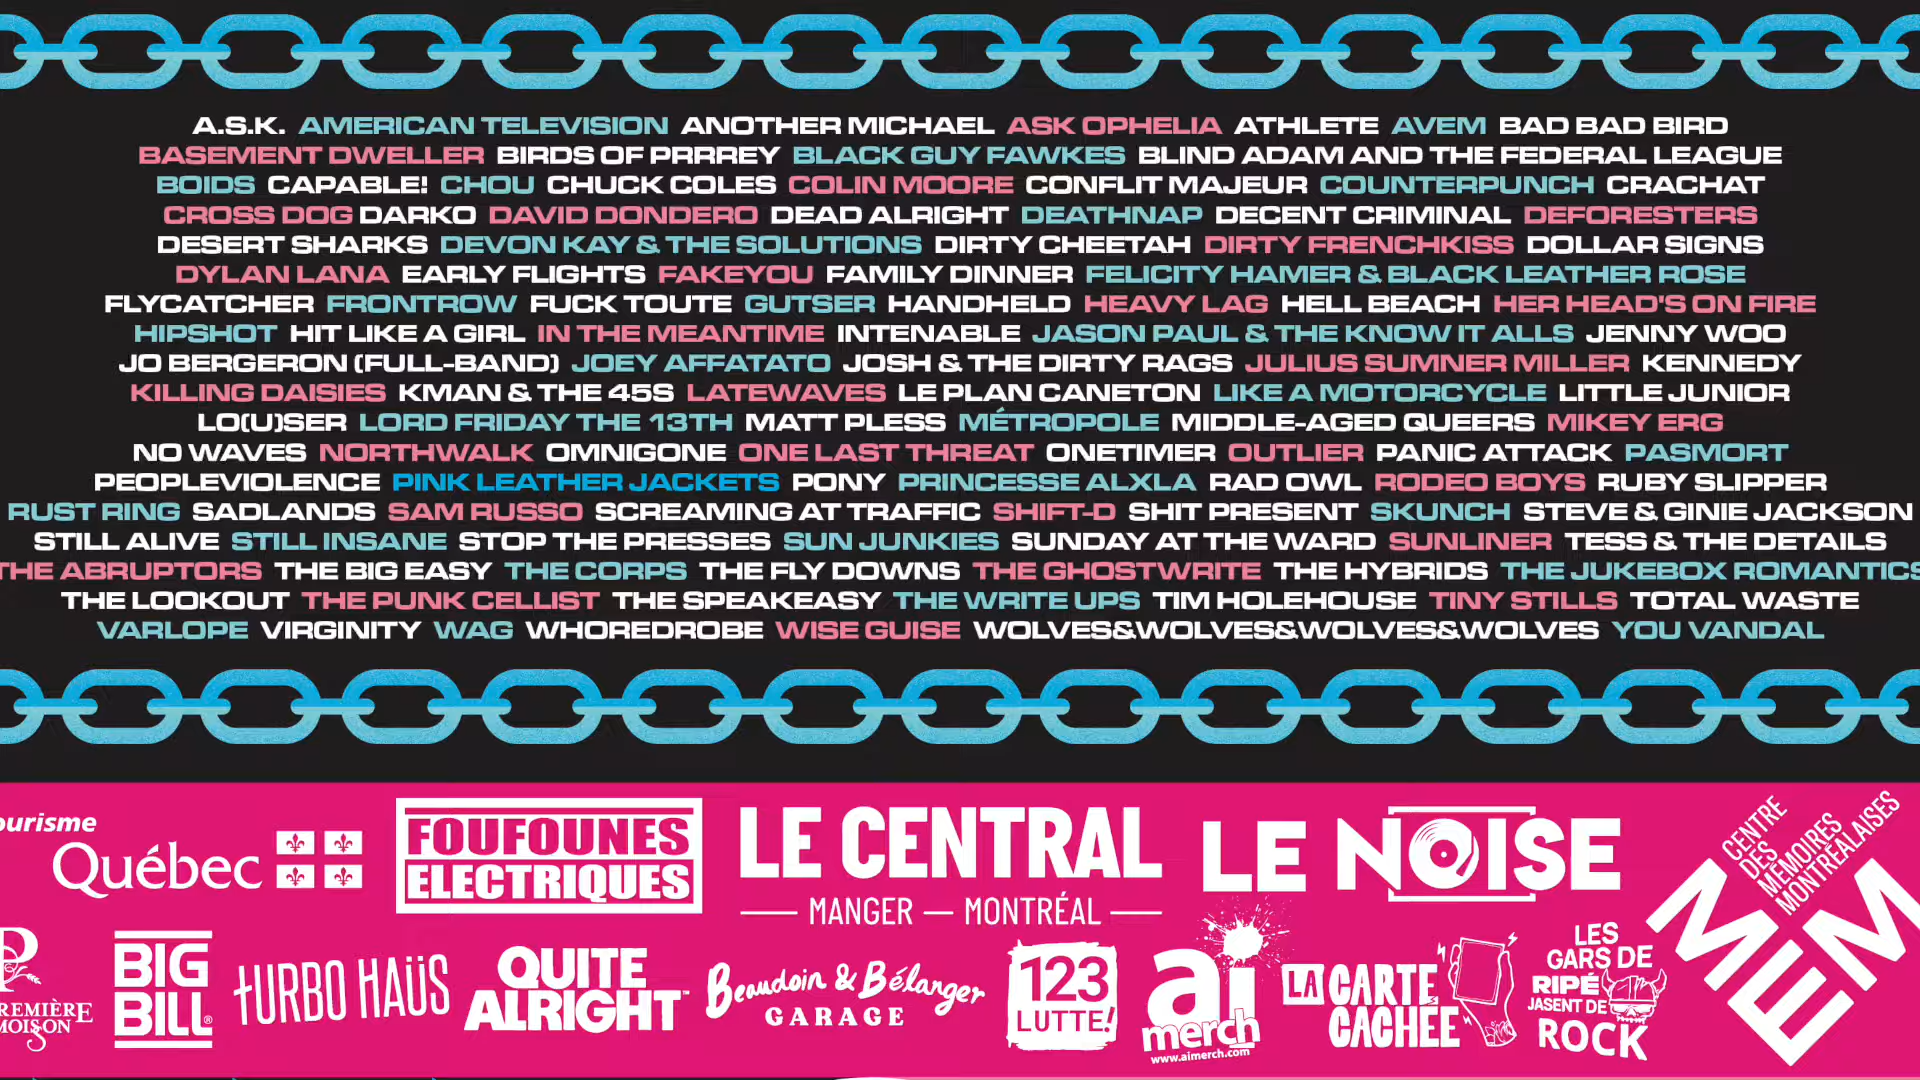 A.S.K. AMERICAN TELEVISION ANOTHER MICHAEL ASK OPHELIA ATHLETE AVEM BAD BAD BIRD
BASEMENT DWELLER BIRDS OF PRRREY BLACK GUY FAWKES BLIND ADAM AND THE FEDERAL LEAGUE
BOIDS CAPABLE! CHOU CHUCK COLES COLIN MOORE CONFLIT MAJEUR COUNTERPUNCH CRACHAT
CROSS DOG DARKO DAVID DONDERO DEAD ALRIGHT DEATHNAP DECENT CRIMINAL DEFORESTERS
DESERT SHARKS DEVON KAY & THE SOLUTIONS DIRTY CHEETAH DIRTY FRENCHKISS DOLLAR SIGNS
DYLAN LANA EARLY FLIGHTS FAKEYOU FAMILY DINNER FELICITY HAMER & BLACK LEATHER ROSE
FLYCATCHER FRONTROW FUCK TOUTE GUTSER HANDHELD HEAVY LAG HELL BEACH HER HEAD'S ON FIRE
HIPSHOT HIT LIKE A GIRL IN THE MEANTIME INTENABLE JASON PAUL & THE KNOW IT ALLS JENNY WOO
JO BERGERON (FULL-BAND) JOEY AFFATATO JOSH & THE DIRTY RAGS JULIUS SUMNER MILLER KENNEDY
KILLING DAISIES KMAN & THE 45S LATEWAVES LE PLAN CANETON LIKE A MOTORCYCLE LITTLE JUNIOR
LO(U)SER LORD FRIDAY THE 13TH MATT PLESS MÉTROPOLE MIDDLE-AGED QUEERS MIKEY ERG
NO WAVES NORTHWALK OMNIGONE ONE LAST THREAT ONETIMER OUTLIER PANIC ATTACK PASMORT
PEOPLEVIOLENCE PINK LEATHER JACKETS PONY PRINCESSE ALXLA RAD OWL RODEO BOYS RUBY SLIPPER
RUST RING SADLANDS SAM RUSSO SCREAMING AT TRAFFIC SHIFT-D SHIT PRESENT SKUNCH STEVE & GINIE JACKSON
STILL ALIVE STILL INSANE STOP THE PRESSES SUN JUNKIES SUNDAY AT THE WARD SUNLINER TESS & THE DETAILS
THE ABRUPTORS THE BIG EASY THE CORPS THE FLY DOWNS THE GHOSTWRITE THE HYBRIDS THE JUKEBOX ROMANTICS
THE LOOKOUT THE PUNK CELLIST THE SPEAKEASY THE WRITE UPS TIM HOLEHOUSE TINY STILLS TOTAL WASTE
VARLOPE VIRGINITY WAG WHOREDROBE WISE GUISE WOLVES&WOLVES&WOLVES&WOLVES YOU VANDAL
ourisme
Québec
FOUFOUNES
ELECTRIQUES
LE CENTRAL
MANGER — MONTRÉAL
LE NOISE
CENTRE
DES
MÉMOIRES
MONTRÉALAISES
MEM
P
REMIÈRE
MOISSON
BIG
BILL®
tURBO HAÜS
QUITE
ALRIGHT™
Beaudoin & Bélanger
GARAGE
123
LUTTE!
ai
merch
www.aimerch.com
LA CARTE
CACHÉE
LES
GARS DE
RIPÉ
JASENT DE
ROCK